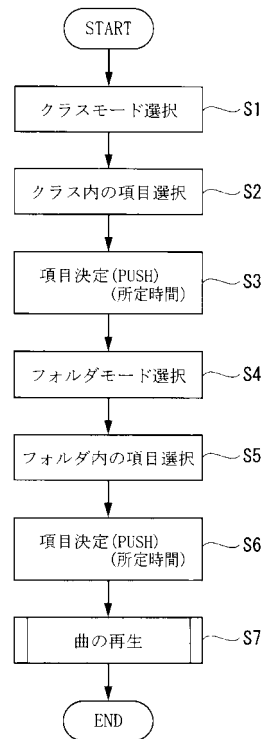 START
クラスモード選択
S1
クラス内の項目選択
S2
項目決定(PUSH)
(所定時間)
S3
フォルダモード選択
S4
フォルダ内の項目選択
S5
項目決定(PUSH)
(所定時間)
S6
曲の再生
S7
END